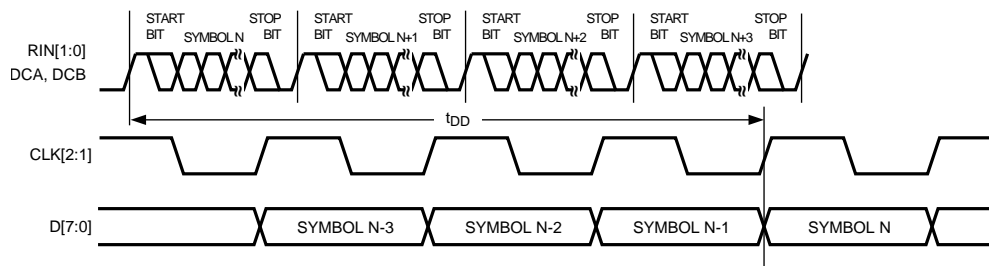 START BIT SYMBOL N STOP BIT
START BIT SYMBOL N+1 STOP BIT
START BIT SYMBOL N+2 STOP BIT
START BIT SYMBOL N+3 STOP BIT
RIN[1:0]
DCA, DCB
tDD
CLK[2:1]
D[7:0]
SYMBOL N-3
SYMBOL N-2
SYMBOL N-1
SYMBOL N